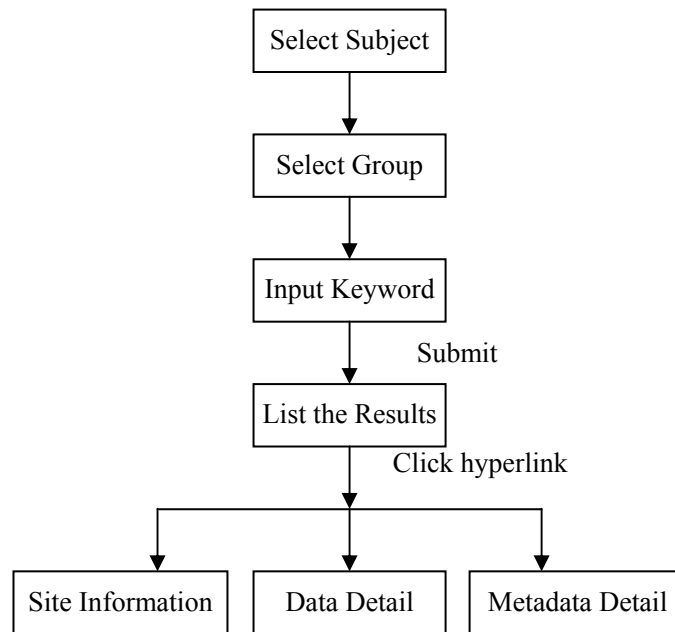 Select Subject
Select Group
Input Keyword
Submit
List the Results
Click hyperlink
Site Information
Data Detail
Metadata Detail